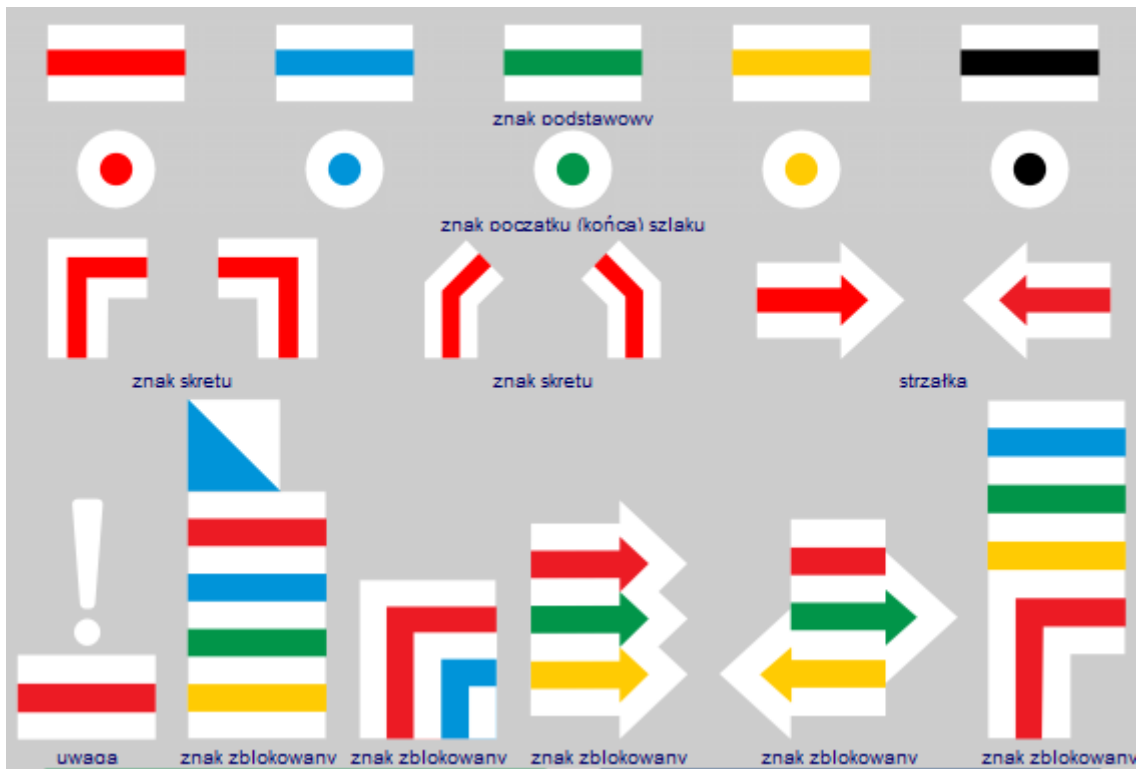 znak podstawowy
znak początku (końca) szlaku
znak skrętu
znak skrętu
strzałka
uwaga
znak zblokowany
znak zblokowany
znak zblokowany
znak zblokowany
znak zblokowany